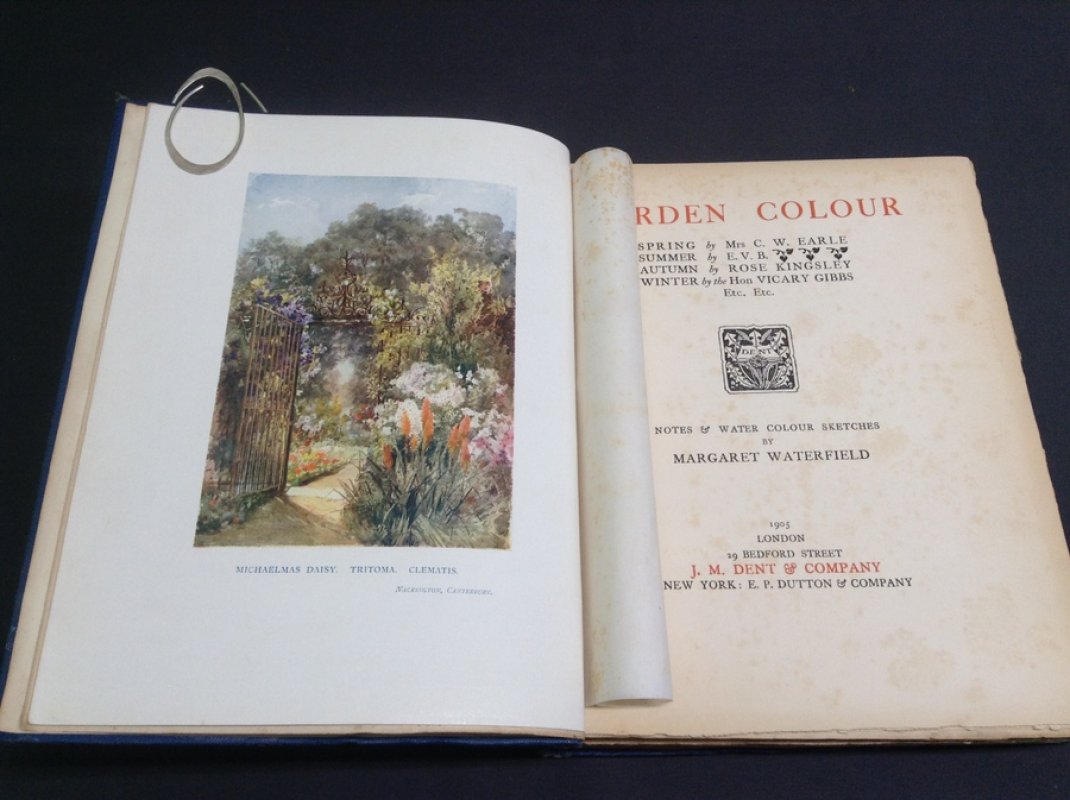 MICHAELMAS DAISY. TRITOMA. CLEMATIS.
NACKINGTON, CANTERBURY.
RDEN COLOUR
SPRING by Mrs C. W. EARLE
SUMMER by E. V. B.
AUTUMN by ROSE KINGSLEY
WINTER by the Hon VICARY GIBBS
Etc. Etc.
DENT
NOTES & WATER COLOUR SKETCHES
BY
MARGARET WATERFIELD
1905
LONDON
29 BEDFORD STREET
J. M. DENT & COMPANY
NEW YORK: E. P. DUTTON & COMPANY